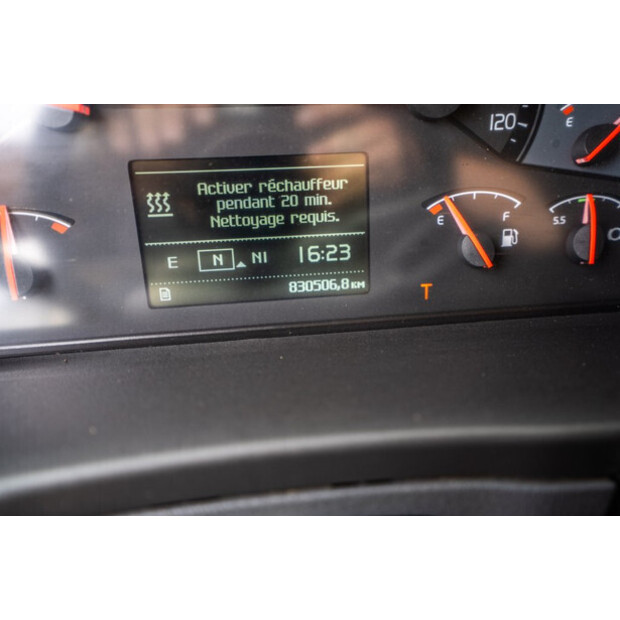 120
E
Activer réchauffeur
pendant 20 min.
Nettoyage requis.
E N NI 16:23
830506,8 KM
E F
5.5
T